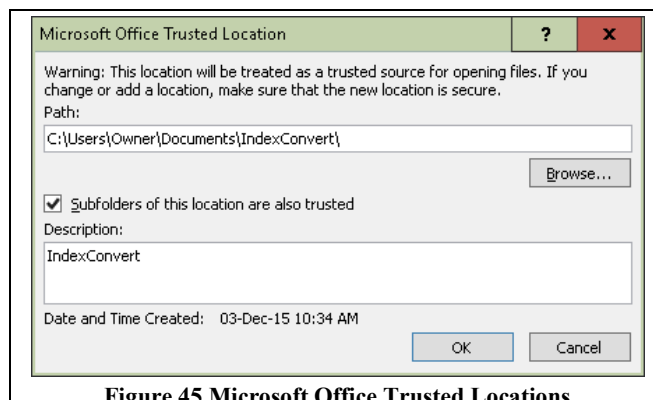 Microsoft Office Trusted Location ? x
Warning: This location will be treated as a trusted source for opening files. If you
change or add a location, make sure that the new location is secure.
Path:
C:\Users\Owner\Documents\IndexConvert\
Browse...
Subfolders of this location are also trusted
Description:
IndexConvert
Date and Time Created: 03-Dec-15 10:34 AM
OK Cancel
Figure 45 Microsoft Office Trusted Locations